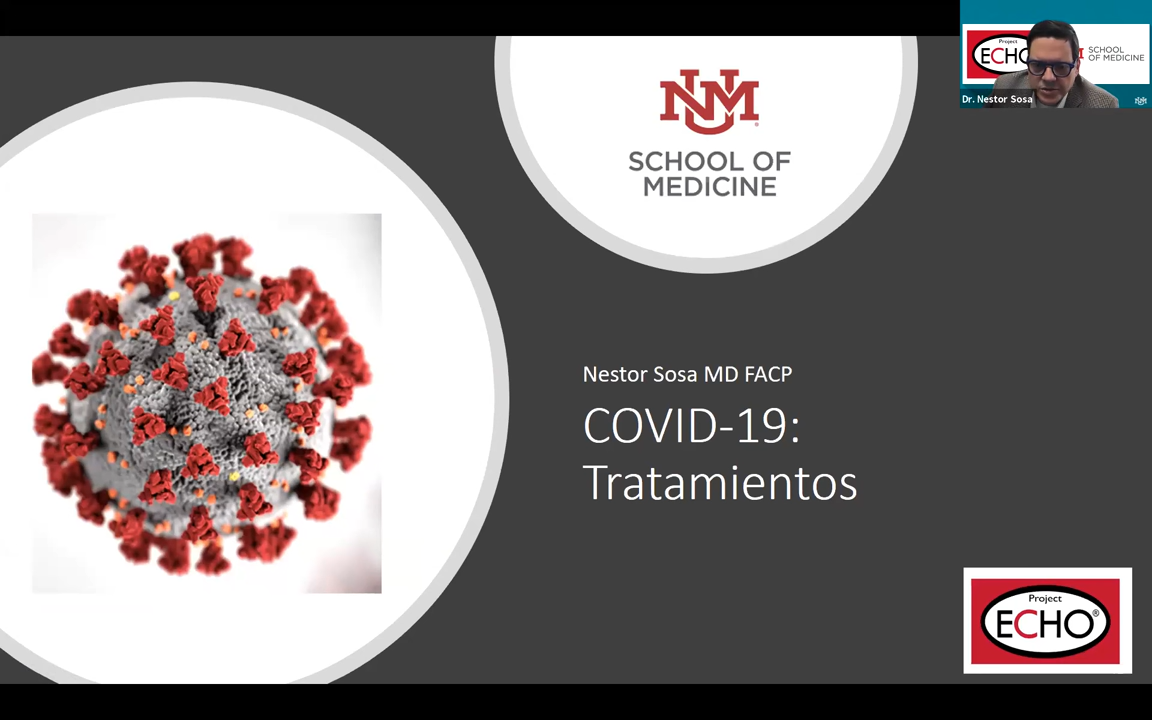 UNM
SCHOOL OF
MEDICINE
Nestor Sosa MD FACP
COVID-19:
Tratamientos
Project
ECHO®
Project
ECHO
SCHOOL
OF MEDICINE
Dr. Nestor Sosa